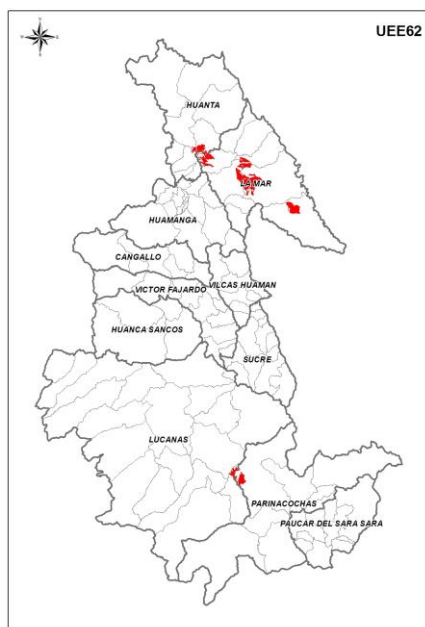 UEE62
HUANTA
LA MAR
HUAMANGA
CANGALLO
VICTOR FAJARDO
VILCAS HUAMAN
HUANCA SANCOS
SUCRE
LUCANAS
PARINACOCHAS
PAUCAR DEL SARA SARA